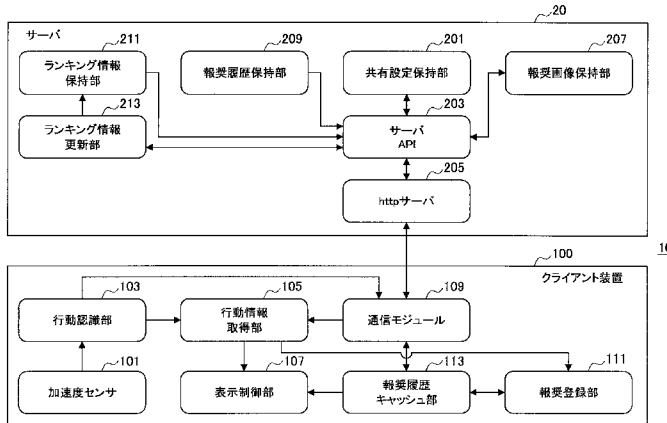 20
サーバ
211
ランキング情報
保持部
209
報奨履歴保持部
201
共有設定保持部
207
報奨画像保持部
213
ランキング情報
更新部
203
サーバ
API
205
httpサーバ
100
クライアント装置
103
行動認識部
105
行動情報
取得部
109
通信モジュール
101
加速度センサ
107
表示制御部
113
報奨履歴
キャッシュ部
111
報奨登録部